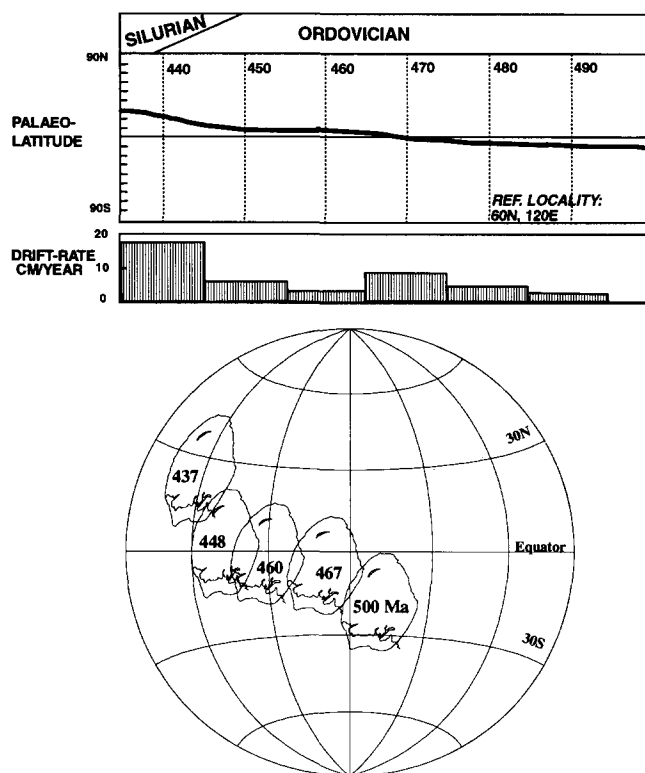 SILURIAN
ORDOVICIAN
90N
440 450 460 470 480 490
PALAEO-
LATITUDE
90S
REF. LOCALITY:
60N, 120E
DRIFT-RATE
CM/YEAR
20
10
0
30N
437
448
460
467
500 Ma
Equator
30S